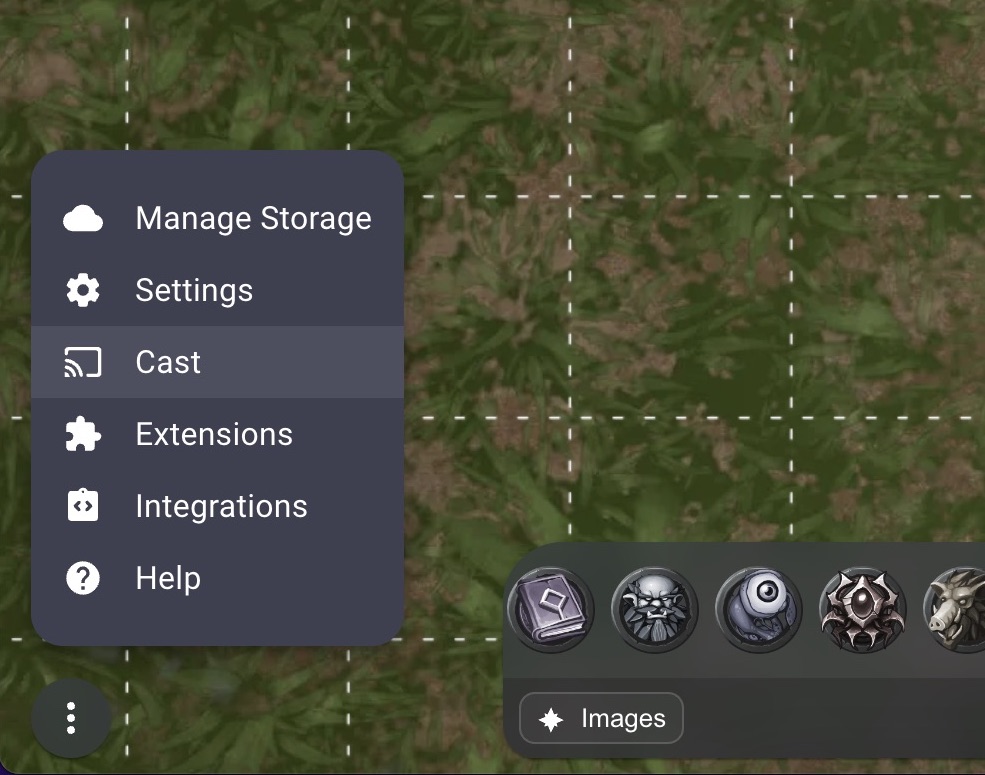 Manage Storage
Settings
Cast
Extensions
Integrations
Help
Images